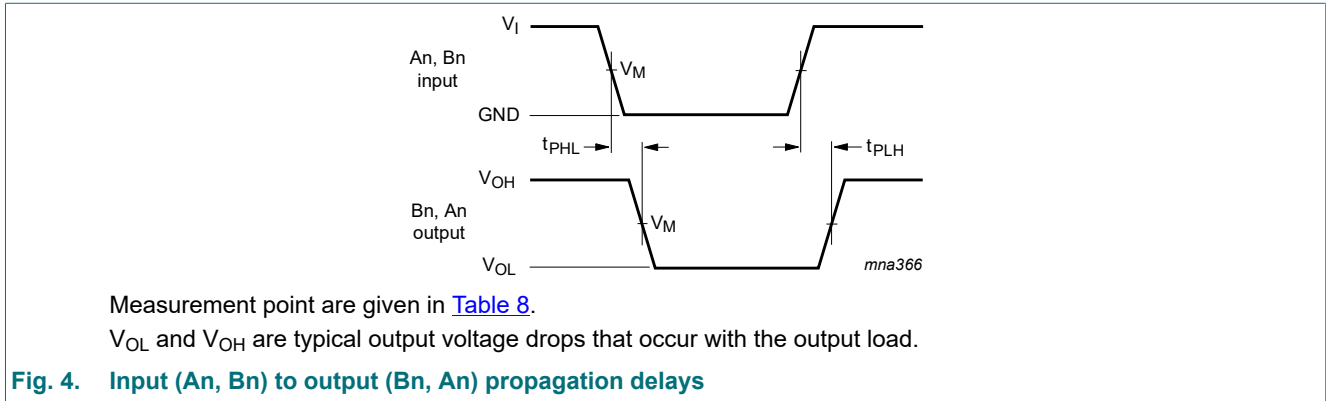 VI
An, Bn
input
VM
GND
tPHL
tPLH
VOH
Bn, An
output
VM
VOL
mna366
Measurement point are given in Table 8.
VOL and VOH are typical output voltage drops that occur with the output load.
Fig. 4. Input (An, Bn) to output (Bn, An) propagation delays